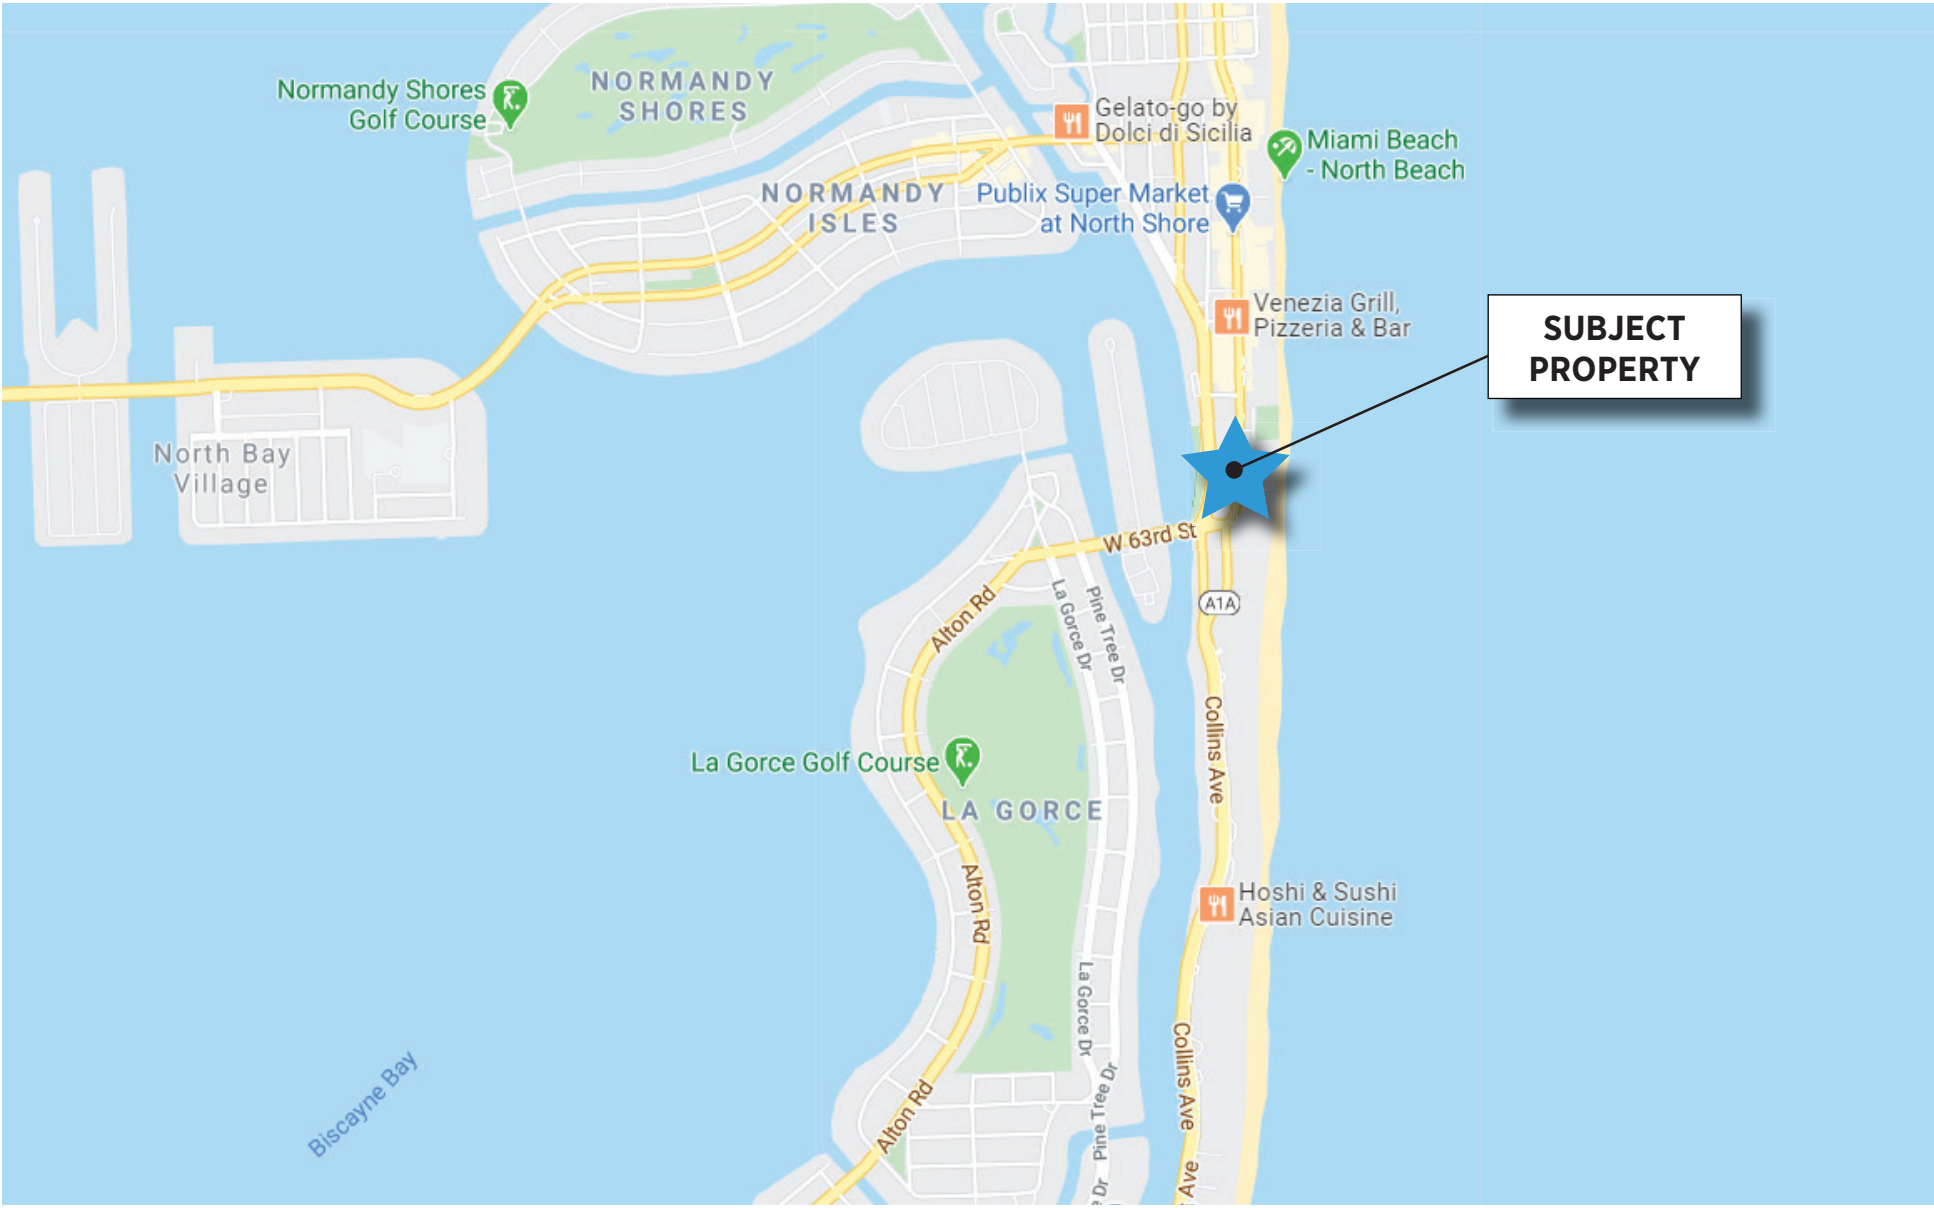 Normandy Shores
Golf Course
NORMANDY
SHORES
Gelato-go by
Dolci di Sicilia
Miami Beach
- North Beach
NORMANDY
ISLES
Publix Super Market
at North Shore
Venezia Grill,
Pizzeria & Bar
SUBJECT
PROPERTY
North Bay
Village
W 63rd St
Alton Rd
La Gorce Dr
Pine Tree Dr
A1A
Collins Ave
La Gorce Golf Course
LA GORCE
Alton Rd
Hoshi & Sushi
Asian Cuisine
La Gorce Dr
Collins Ave
Biscayne Bay
Alton Rd
Pine Tree Dr
Dr
Ave